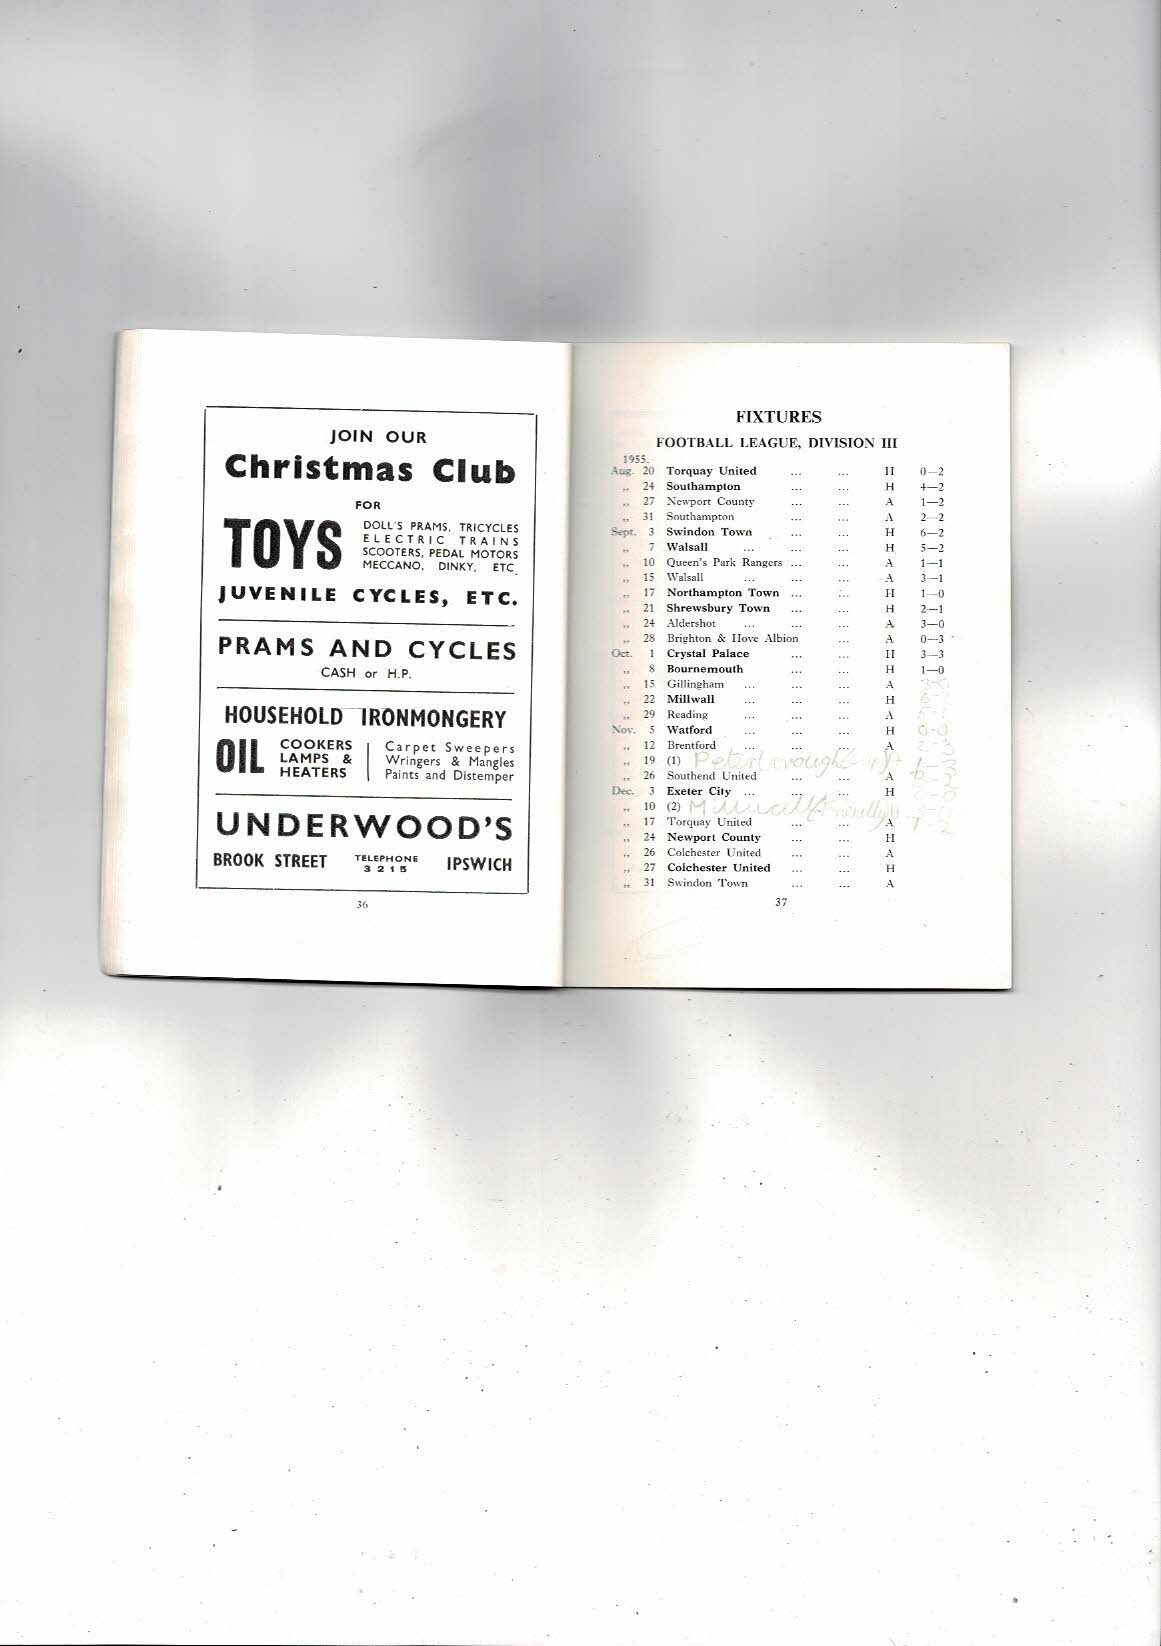 JOIN OUR
Christmas Club
FOR
TOYS
DOLL'S PRAMS, TRICYCLES
ELECTRIC TRAINS
SCOOTERS, PEDAL MOTORS
MECCANO, DINKY, ETC.
JUVENILE CYCLES, ETC.
PRAMS AND CYCLES
CASH or H.P.
HOUSEHOLD IRONMONGERY
OIL
COOKERS
LAMPS &
HEATERS
Carpet Sweepers
Wringers & Mangles
Paints and Distemper
UNDERWOOD'S
BROOK STREET TELEPHONE 3215 IPSWICH
36
FIXTURES
FOOTBALL LEAGUE, DIVISION III
1955.
Aug. 20 Torquay United ... ... H 0—2
„ 24 Southampton ... ... H 4—2
„ 27 Newport County ... ... A 1—2
„ 31 Southampton ... ... A 2—2
Sept. 3 Swindon Town ... ... H 6—2
„ 7 Walsall ... ... ... H 5—2
„ 10 Queen's Park Rangers ... ... A 1—1
„ 15 Walsall ... ... ... A 3—1
„ 17 Northampton Town ... ... H 1—0
„ 21 Shrewsbury Town ... ... H 2—1
„ 24 Aldershot ... ... ... A 3—0
„ 28 Brighton & Hove Albion ... A 0—3
Oct. 1 Crystal Palace ... ... H 3—3
„ 8 Bournemouth ... ... H 1—0
„ 15 Gillingham ... ... ... A
„ 22 Millwall ... ... ... H
„ 29 Reading ... ... ... A
Nov. 5 Watford ... ... ... H 0-0
„ 12 Brentford ... ... ... A 2-3
„ 19 (1) Peterborough
„ 26 Southend United ... ... A
Dec. 3 Exeter City ... ... ... H
„ 10 (2) Millwall Friendly
„ 17 Torquay United ... ... A
„ 24 Newport County ... ... H
„ 26 Colchester United ... ... A
„ 27 Colchester United ... ... H
„ 31 Swindon Town ... ... A
37